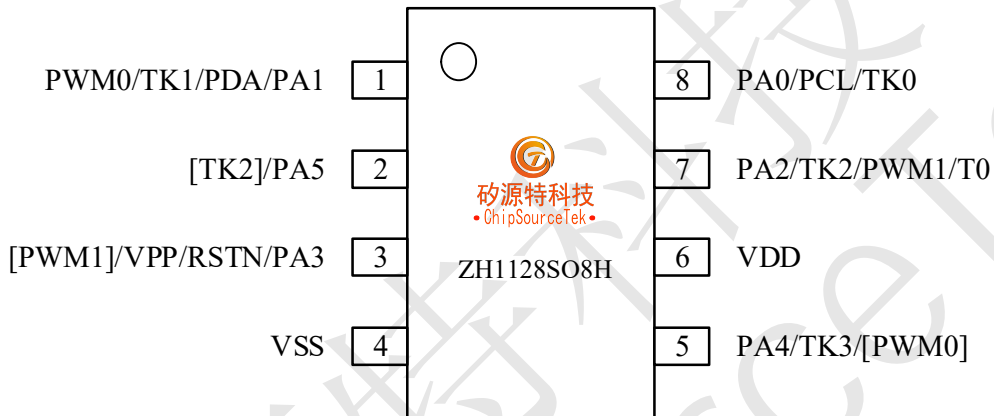 PWM0/TK1/PDA/PA1 1 8 PA0/PCL/TK0
[TK2]/PA5 2 7 PA2/TK2/PWM1/T0
矽源特科技
•ChipSourceTek•
[PWM1]/VPP/RSTN/PA3 3 6 VDD
ZH1128SO8H
VSS 4 5 PA4/TK3/[PWM0]